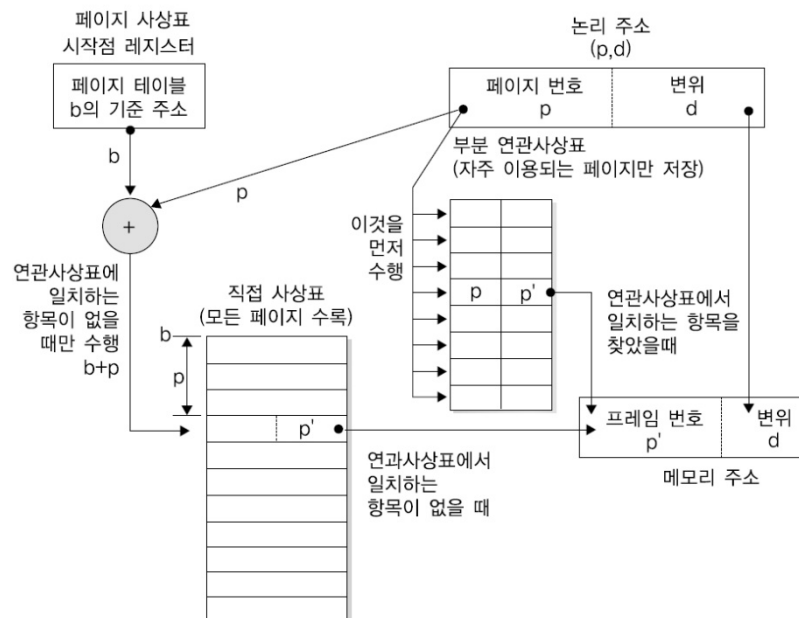 페이지 사상표
시작점 레지스터
페이지 테이블
b의 기준 주소
논리 주소
(p,d)
페이지 번호
p
변위
d
b
p
+
부분 연관사상표
(자주 이용되는 페이지만 저장)
이것을
먼저
수행
p
p'
연관사상표에서
일치하는 항목을
찾았을때
연관사상표에
일치하는
항목이 없을
때만 수행
b+p
직접 사상표
(모든 페이지 수록)
b
p
p'
연과사상표에서
일치하는
항목이 없을 때
프레임 번호
p'
변위
d
메모리 주소